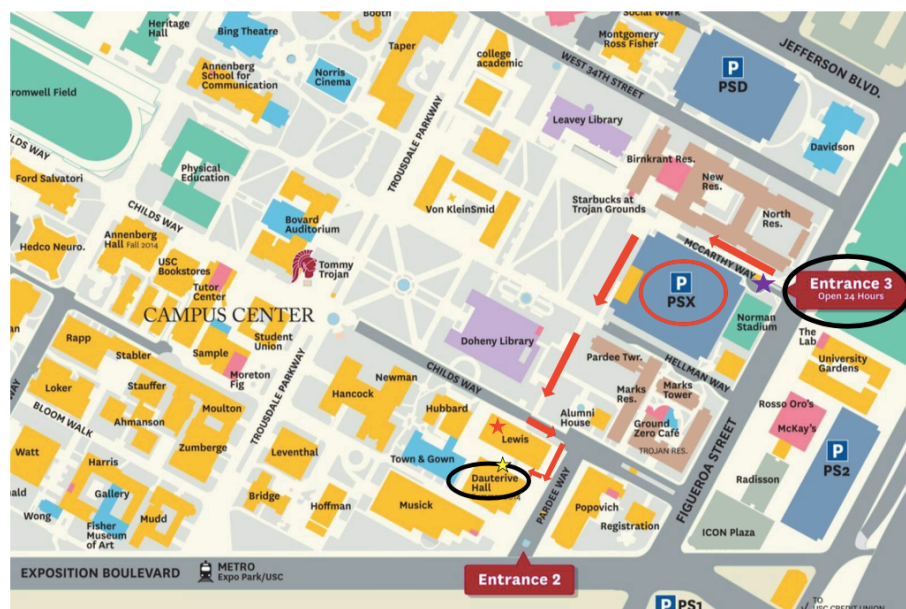 Heritage
Hall
Bing Theatre
Booth
Taper
college
academic
Social Work
Montgomery
Ross Fisher
P
PSD
JEFFERSON BLVD.
WEST 34TH STREET
Annenberg
School for
Communication
Norris
Cinema
TROUSDALE PARKWAY
Leavey Library
Davidson
Cromwell Field
CHILDS WAY
Physical
Education
Birnkrant Res.
New
Res.
North
Res.
Ford Salvatori
Von KleinSmid
Starbucks at
Trojan Grounds
CHILDS WAY
Bovard
Auditorium
MCCARTHY WAY
Hedco Neuro.
Annenberg
Hall Fall 2014
USC
Bookstores
Tutor
Center
Tommy
Trojan
P
PSX
Entrance 3
Open 24 Hours
CAMPUS CENTER
Norman
Stadium
The
Lab
Student
Union
Doheny Library
HELLMAN WAY
University
Gardens
Rapp
Stabler
Sample
Moreton
Fig
CHILDS WAY
Pardee Twr.
Marks
Res.
Marks
Tower
Loker
Stauffer
Ahmanson
Moulton
Newman
Hancock
Hubbard
Alumni
House
Ground
Zero Café
TROJAN RES.
Rosso Oro's
McKay's
P
PS2
BLOOM WALK
Zumberge
TROUSDALE PARKWAY
Lewis
FIGUEROA STREET
Watt
Harris
Leventhal
Town & Gown
Dauterive
Hall
Radisson
Gallery
Bridge
Hoffman
Musick
PARDEE WAY
Popovich
Registration
ICON Plaza
Wong
Fisher
Museum
of Art
Mudd
EXPOSITION BOULEVARD
METRO
Expo Park/USC
Entrance 2
P PS1
TO
USC CREDIT UNION